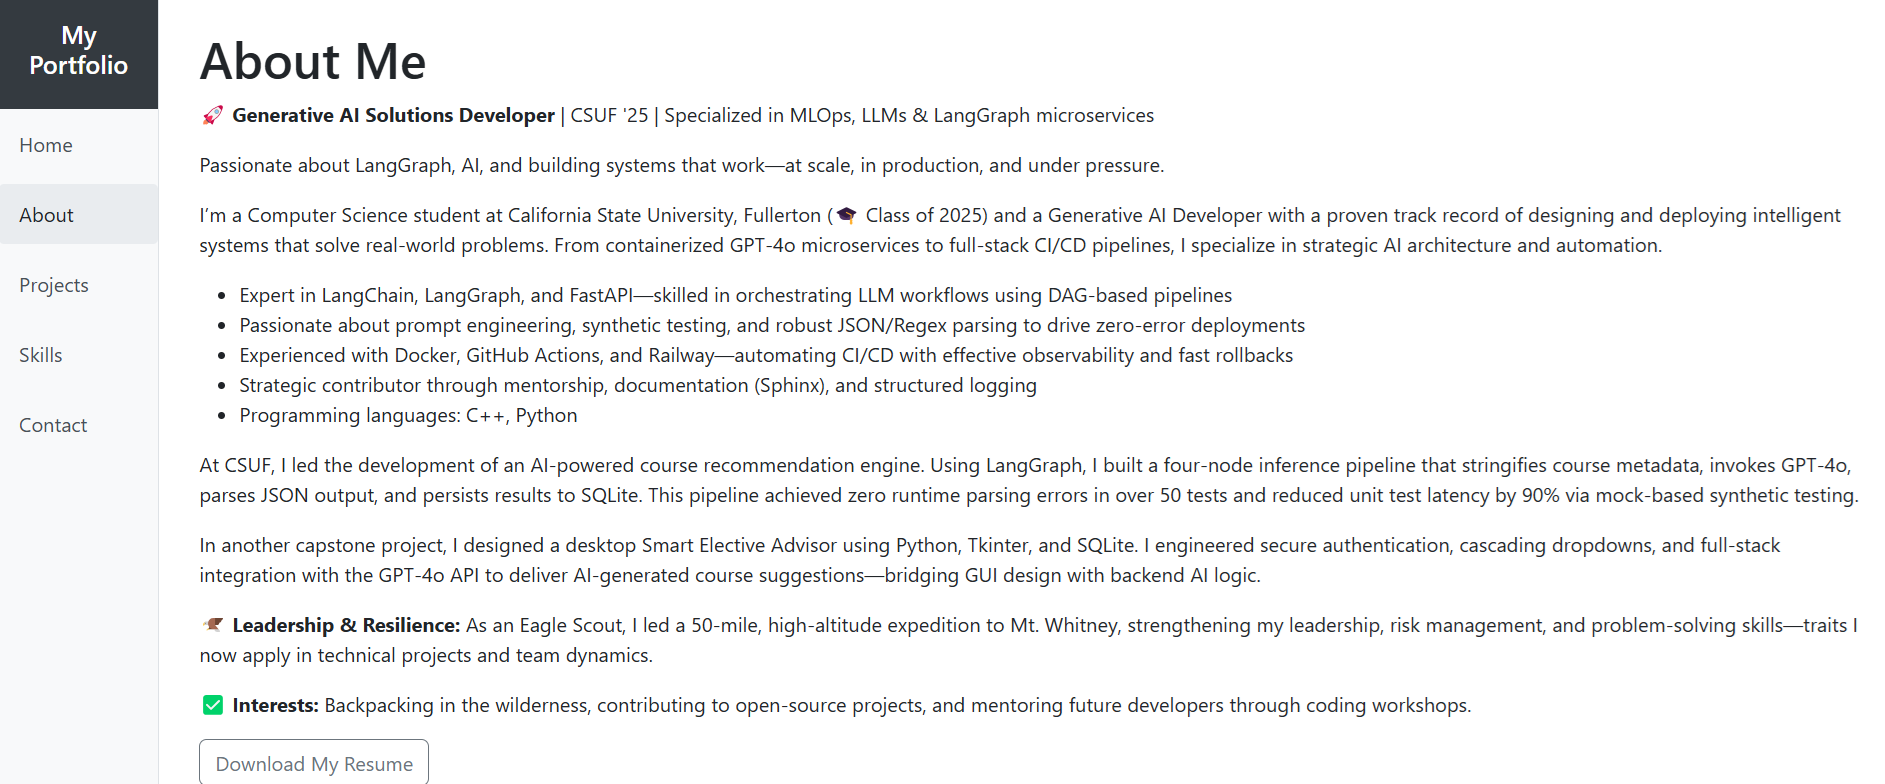 My
Portfolio
Home
About
Projects
Skills
Contact
About Me
🚀 Generative AI Solutions Developer | CSUF '25 | Specialized in MLOps, LLMs & LangGraph microservices
Passionate about LangGraph, AI, and building systems that work—at scale, in production, and under pressure.
I’m a Computer Science student at California State University, Fullerton (🎓 Class of 2025) and a Generative AI Developer with a proven track record of designing and deploying intelligent
systems that solve real-world problems. From containerized GPT-4o microservices to full-stack CI/CD pipelines, I specialize in strategic AI architecture and automation.
• Expert in LangChain, LangGraph, and FastAPI—skilled in orchestrating LLM workflows using DAG-based pipelines
• Passionate about prompt engineering, synthetic testing, and robust JSON/Regex parsing to drive zero-error deployments
• Experienced with Docker, GitHub Actions, and Railway—automating CI/CD with effective observability and fast rollbacks
• Strategic contributor through mentorship, documentation (Sphinx), and structured logging
• Programming languages: C++, Python
At CSUF, I led the development of an AI-powered course recommendation engine. Using LangGraph, I built a four-node inference pipeline that stringifies course metadata, invokes GPT-4o,
parses JSON output, and persists results to SQLite. This pipeline achieved zero runtime parsing errors in over 50 tests and reduced unit test latency by 90% via mock-based synthetic testing.
In another capstone project, I designed a desktop Smart Elective Advisor using Python, Tkinter, and SQLite. I engineered secure authentication, cascading dropdowns, and full-stack
integration with the GPT-4o API to deliver AI-generated course suggestions—bridging GUI design with backend AI logic.
🦅 Leadership & Resilience: As an Eagle Scout, I led a 50-mile, high-altitude expedition to Mt. Whitney, strengthening my leadership, risk management, and problem-solving skills—traits I
now apply in technical projects and team dynamics.
✅ Interests: Backpacking in the wilderness, contributing to open-source projects, and mentoring future developers through coding workshops.
Download My Resume